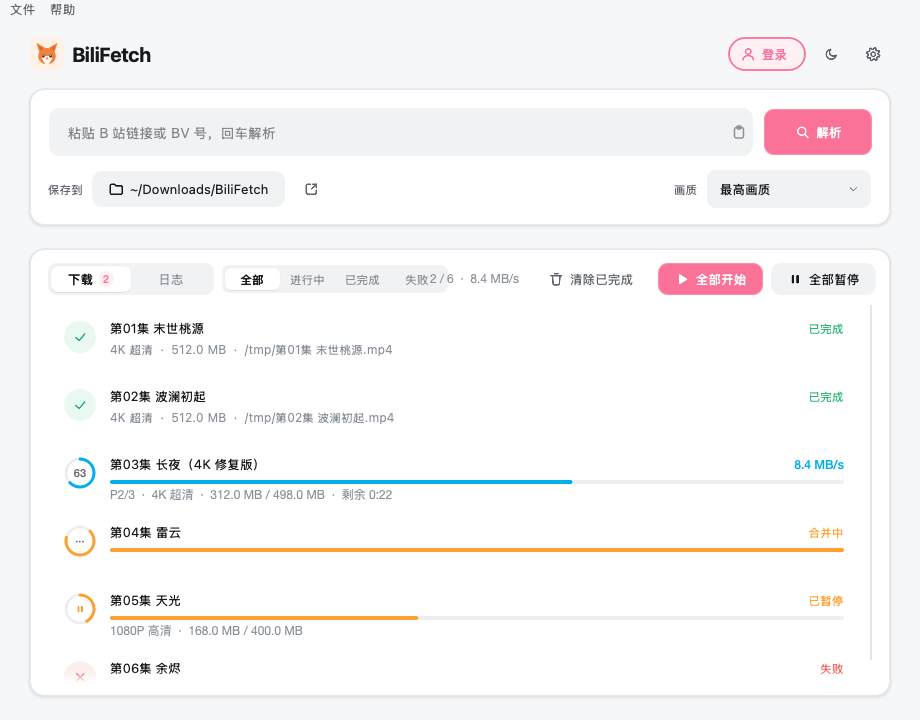 文件 帮助
BiliFetch 登录
粘贴 B 站链接或 BV 号，回车解析 解析
保存到 ~/Downloads/BiliFetch 画质 最高画质
下载 2 日志 全部 进行中 已完成 失败 2 / 6 · 8.4 MB/s 清除已完成 全部开始 全部暂停
第01集 末世桃源 已完成
4K 超清 · 512.0 MB · /tmp/第01集 末世桃源.mp4
第02集 波澜初起 已完成
4K 超清 · 512.0 MB · /tmp/第02集 波澜初起.mp4
63 第03集 长夜（4K 修复版） 8.4 MB/s
P2/3 · 4K 超清 · 312.0 MB / 498.0 MB · 剩余 0:22
第04集 雷云 合并中
第05集 天光 已暂停
1080P 高清 · 168.0 MB / 400.0 MB
第06集 余烬 失败